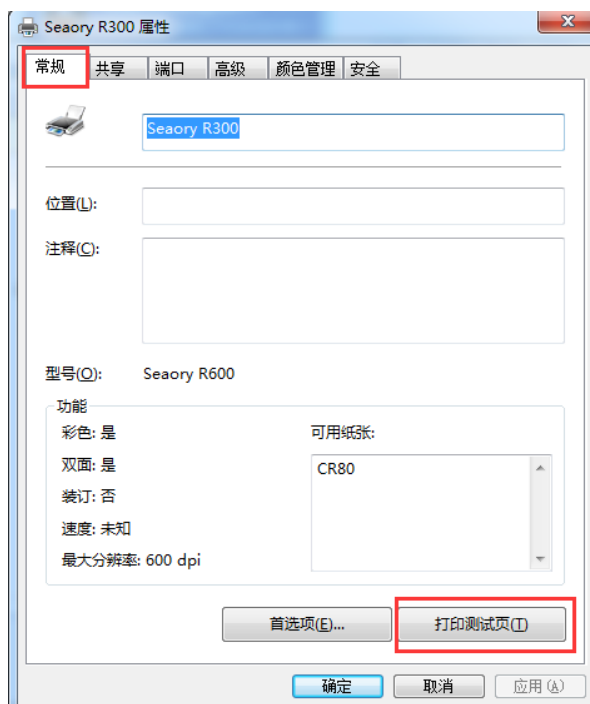 Seaory R300 属性
常规 共享 端口 高级 颜色管理 安全
Seaory R300
位置(L):
注释(C):
型号(O): Seaory R600
功能
彩色: 是 可用纸张:
双面: 是 CR80
装订: 否
速度: 未知
最大分辨率: 600 dpi
首选项(E)... 打印测试页(T)
确定 取消 应用(A)